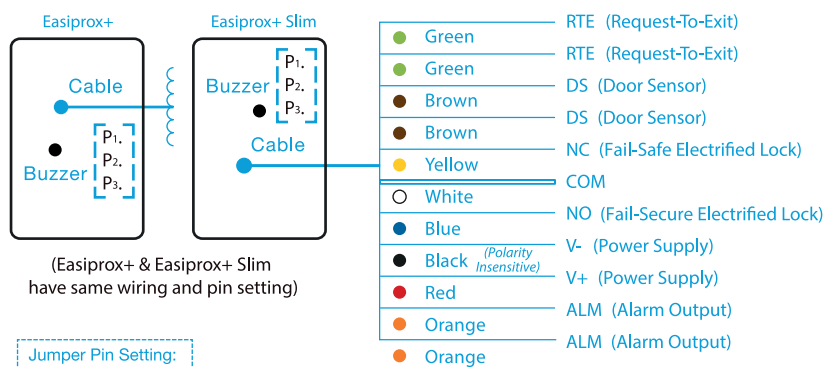 Easiprox+
Cable
Buzzer
P1.
P2.
P3.
Easiprox+ Slim
Buzzer
P1.
P2.
P3.
Cable
(Easiprox+ & Easiprox+ Slim
have same wiring and pin setting)
Jumper Pin Setting:
Green RTE (Request-To-Exit)
Green RTE (Request-To-Exit)
Brown DS (Door Sensor)
Brown DS (Door Sensor)
Yellow NC (Fail-Safe Electrified Lock)
White COM
Blue NO (Fail-Secure Electrified Lock)
Black (Polarity Insensitive) V- (Power Supply)
Red V+ (Power Supply)
Orange ALM (Alarm Output)
Orange ALM (Alarm Output)